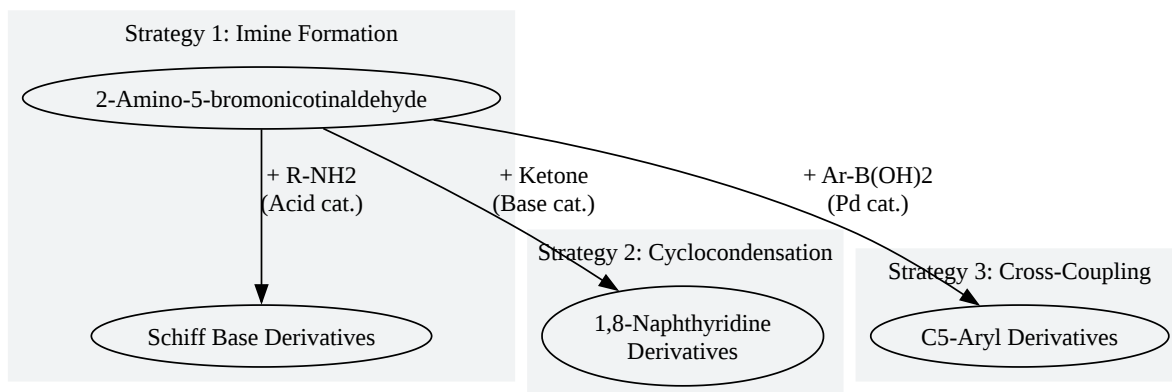 Strategy 1: Imine Formation
2-Amino-5-bromonicotinaldehyde
+ R-NH2
(Acid cat.)
+ Ketone
(Base cat.)
+ Ar-B(OH)2
(Pd cat.)
Strategy 2: Cyclocondensation
Strategy 3: Cross-Coupling
Schiff Base Derivatives
1,8-Naphthyridine
Derivatives
C5-Aryl Derivatives